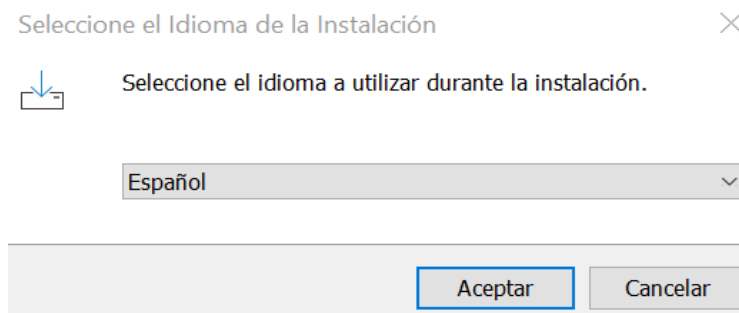 Seleccione el Idioma de la Instalación
Seleccione el idioma a utilizar durante la instalación.
Español
Aceptar
Cancelar